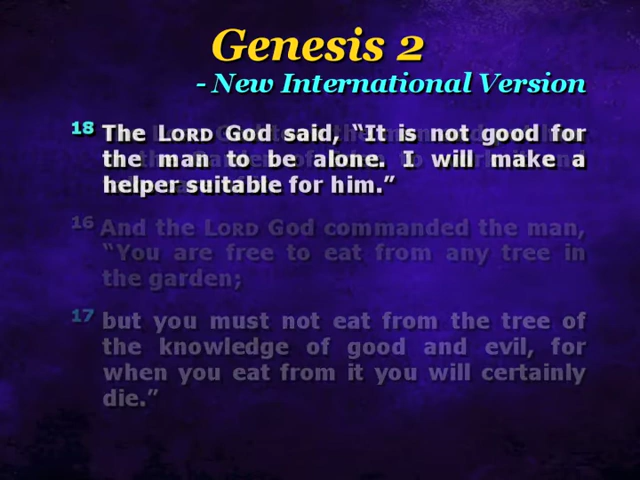 Genesis 2
- New International Version
18 The LORD God said, “It is not good for
the man to be alone. I will make a
helper suitable for him.”
16 And the LORD God commanded the man,
“You are free to eat from any tree in
the garden;
17 but you must not eat from the tree of
the knowledge of good and evil, for
when you eat from it you will certainly
die.”